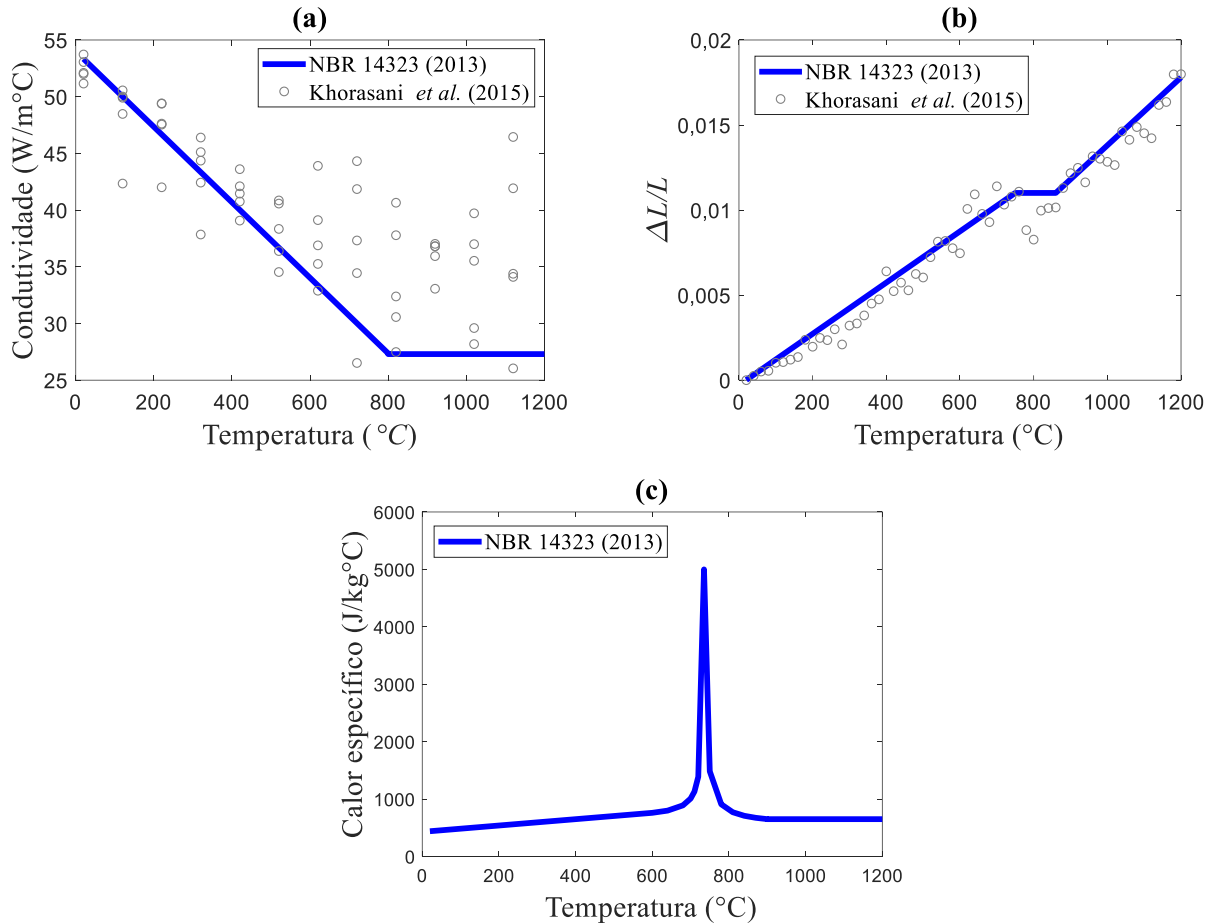 (a)
55
50
45
40
35
30
25
Condutividade (W/m°C)
NBR 14323 (2013)
Khorasani et al. (2015)
0 200 400 600 800 1000 1200
Temperatura (°C)
(b)
0,02
0,015
0,01
0,005
0
ΔL/L
NBR 14323 (2013)
Khorasani et al. (2015)
0 200 400 600 800 1000 1200
Temperatura (°C)
(c)
6000
5000
4000
3000
2000
1000
0
Calor específico (J/kg°C)
NBR 14323 (2013)
0 200 400 600 800 1000 1200
Temperatura (°C)